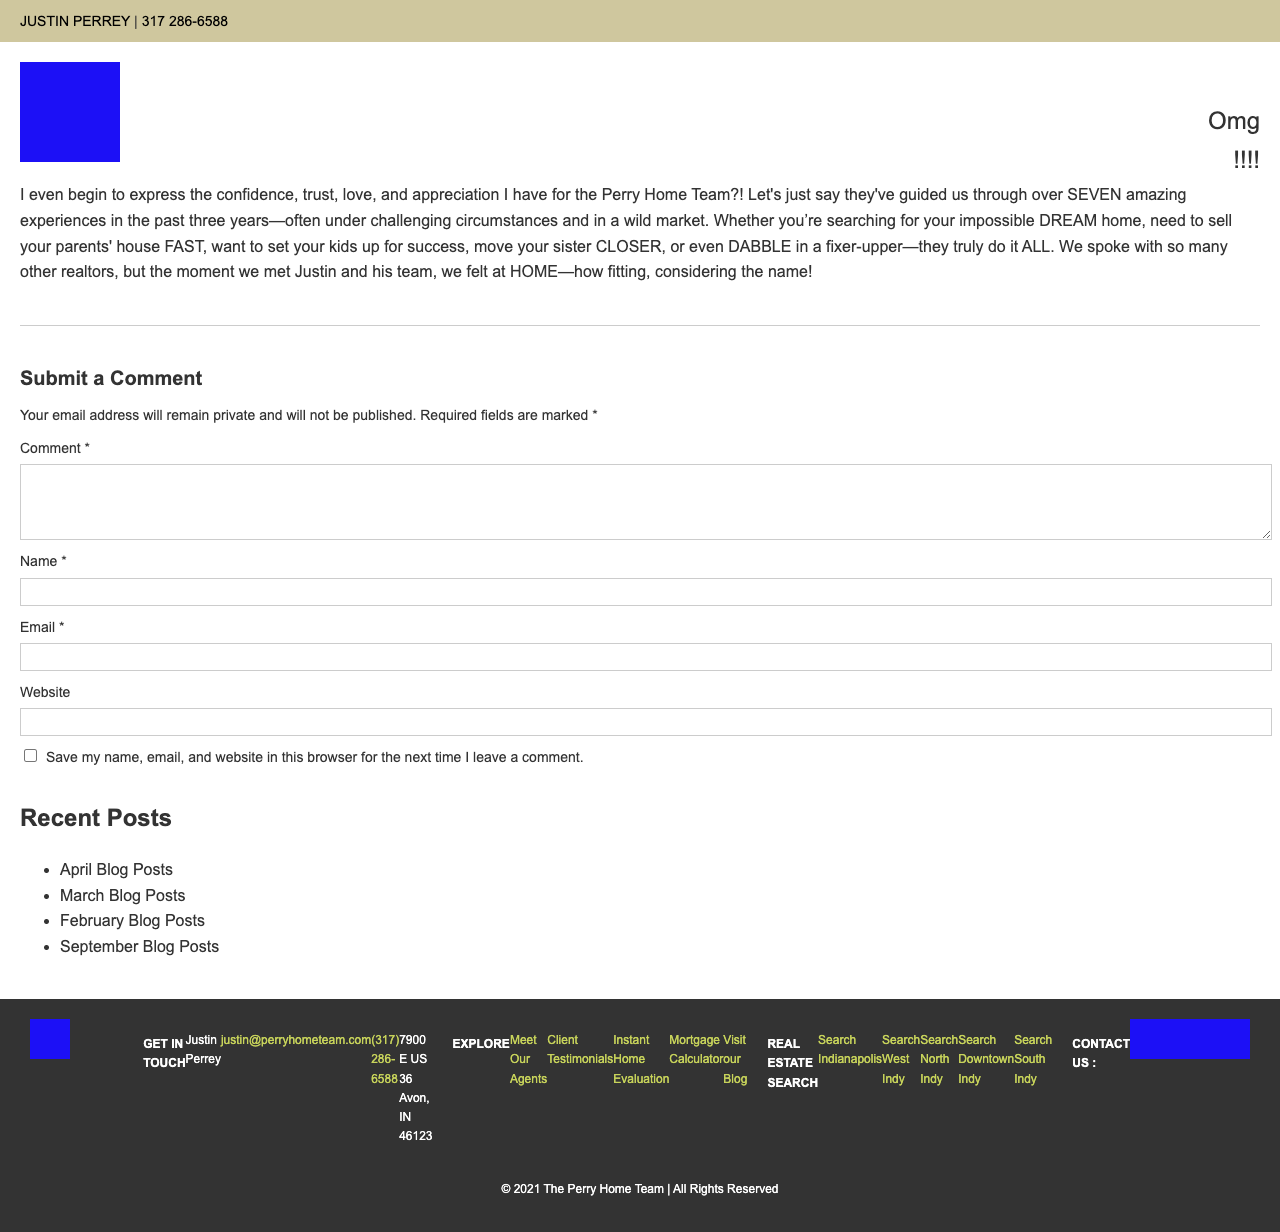 JUSTIN PERREY | 317 286-6588
Omg
!!!!
I even begin to express the confidence, trust, love, and appreciation I have for the Perry Home Team?! Let's just say they've guided us through over SEVEN amazing
experiences in the past three years—often under challenging circumstances and in a wild market. Whether you’re searching for your impossible DREAM home, need to sell
your parents' house FAST, want to set your kids up for success, move your sister CLOSER, or even DABBLE in a fixer-upper—they truly do it ALL. We spoke with so many
other realtors, but the moment we met Justin and his team, we felt at HOME—how fitting, considering the name!
Submit a Comment
Your email address will remain private and will not be published. Required fields are marked *
Comment *
Name *
Email *
Website
Save my name, email, and website in this browser for the next time I leave a comment.
Recent Posts
April Blog Posts
March Blog Posts
February Blog Posts
September Blog Posts
GET IN
TOUCH
Justin
Perrey
justin@perryhometeam.com
(317)
286-
6588
7900
E US
36
Avon,
IN
46123
EXPLORE
Meet
Our
Agents
Client
Testimonials
Instant
Home
Evaluation
Mortgage
Calculator
Visit
our
Blog
REAL
ESTATE
SEARCH
Search
Indianapolis
Search
West
Indy
Search
North
Indy
Search
Downtown
Indy
Search
South
Indy
CONTACT
US :
© 2021 The Perry Home Team | All Rights Reserved